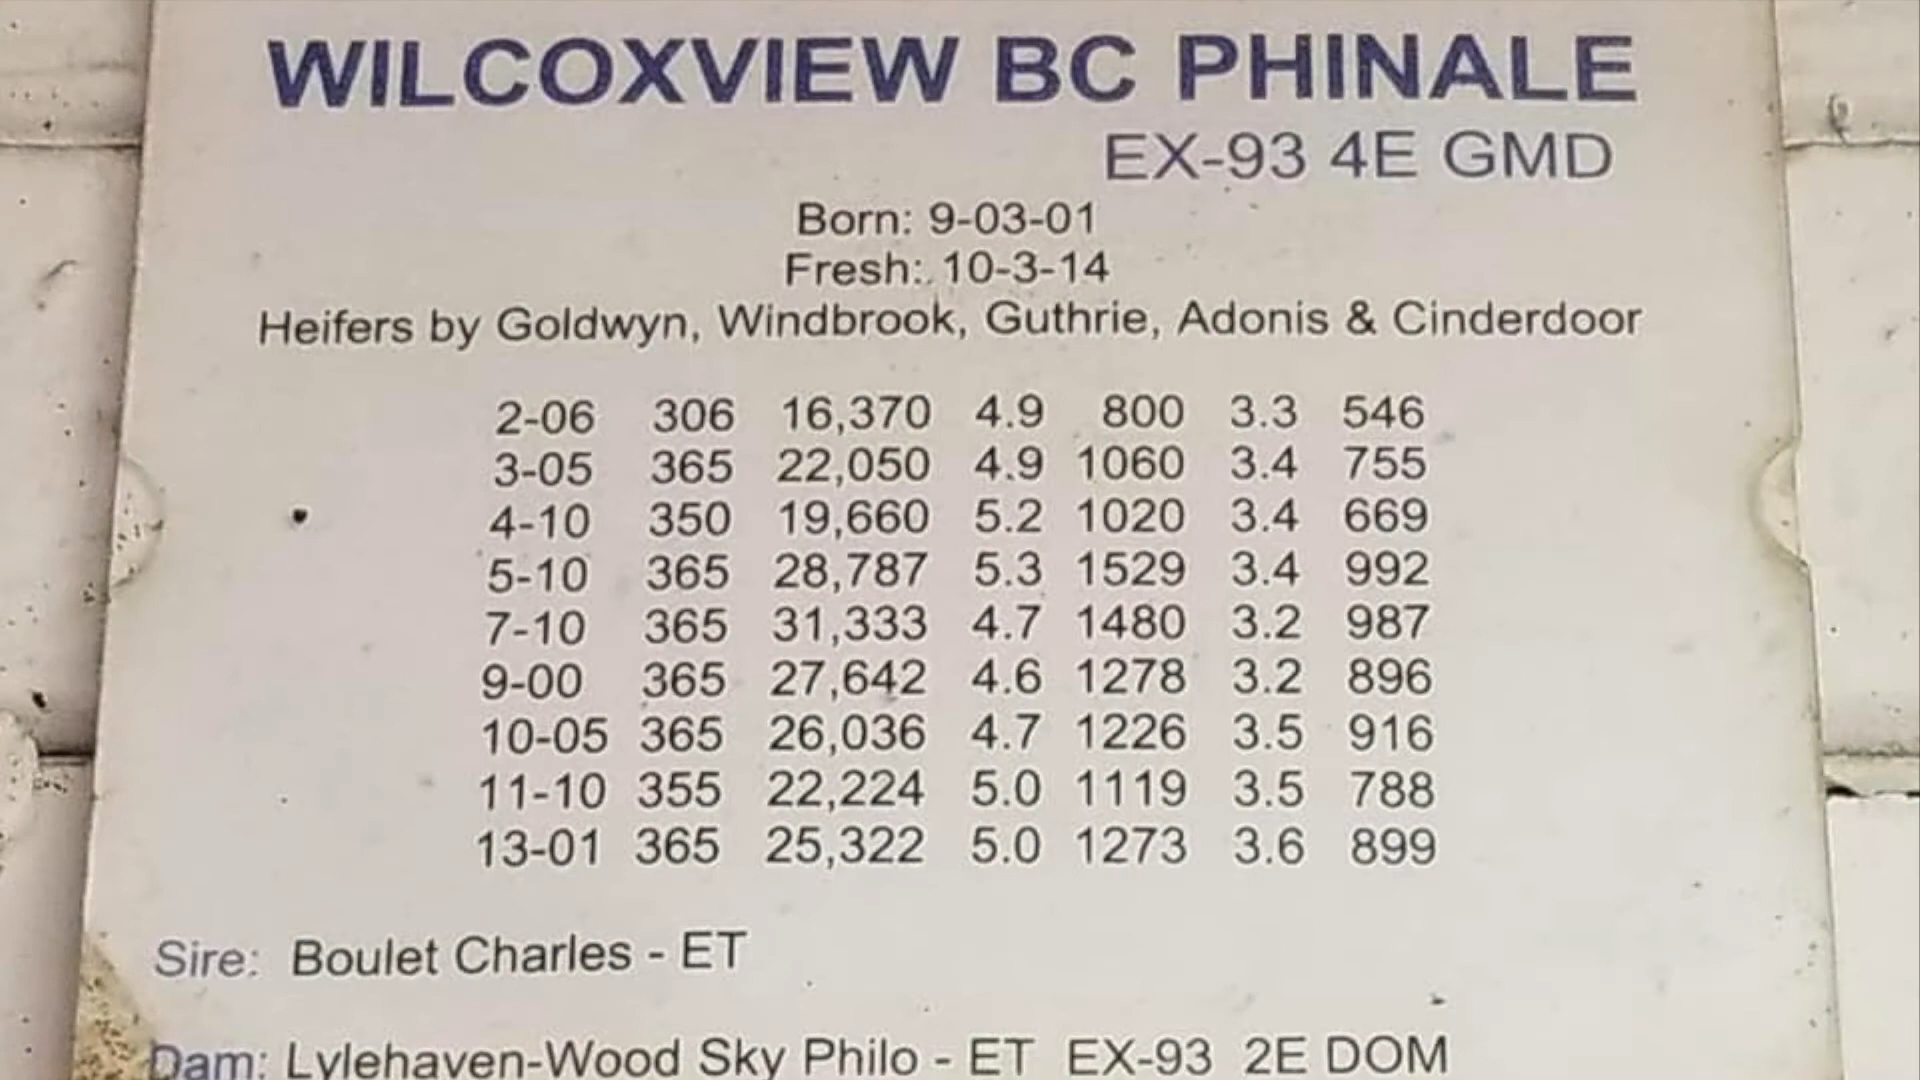 WILCOXVIEW BC PHINALE
EX-93 4E GMD
Born: 9-03-01
Fresh: 10-3-14
Heifers by Goldwyn, Windbrook, Guthrie, Adonis & Cinderdoor
2-06 306 16,370 4.9 800 3.3 546
3-05 365 22,050 4.9 1060 3.4 755
4-10 350 19,660 5.2 1020 3.4 669
5-10 365 28,787 5.3 1529 3.4 992
7-10 365 31,333 4.7 1480 3.2 987
9-00 365 27,642 4.6 1278 3.2 896
10-05 365 26,036 4.7 1226 3.5 916
11-10 355 22,224 5.0 1119 3.5 788
13-01 365 25,322 5.0 1273 3.6 899
Sire: Boulet Charles - ET
Dam: Lylehaven-Wood Sky Philo - ET EX-93 2E DOM